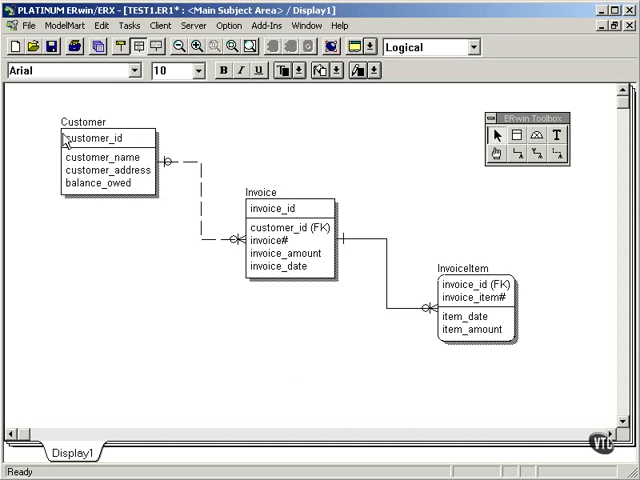 PLATINUM ERwin/ERX - [TEST1.ER1* : <Main Subject Area> / Display1]
File ModelMart Edit Tasks Client Server Option Add-Ins Window Help
Logical
Arial 10 B I U
Customer
customer_id
customer_name
customer_address
balance_owed
Invoice
invoice_id
customer_id (FK)
invoice#
invoice_amount
invoice_date
ERwin Toolbox
T
InvoiceItem
invoice_id (FK)
invoice_item#
item_date
item_amount
Display1
VTC
Ready